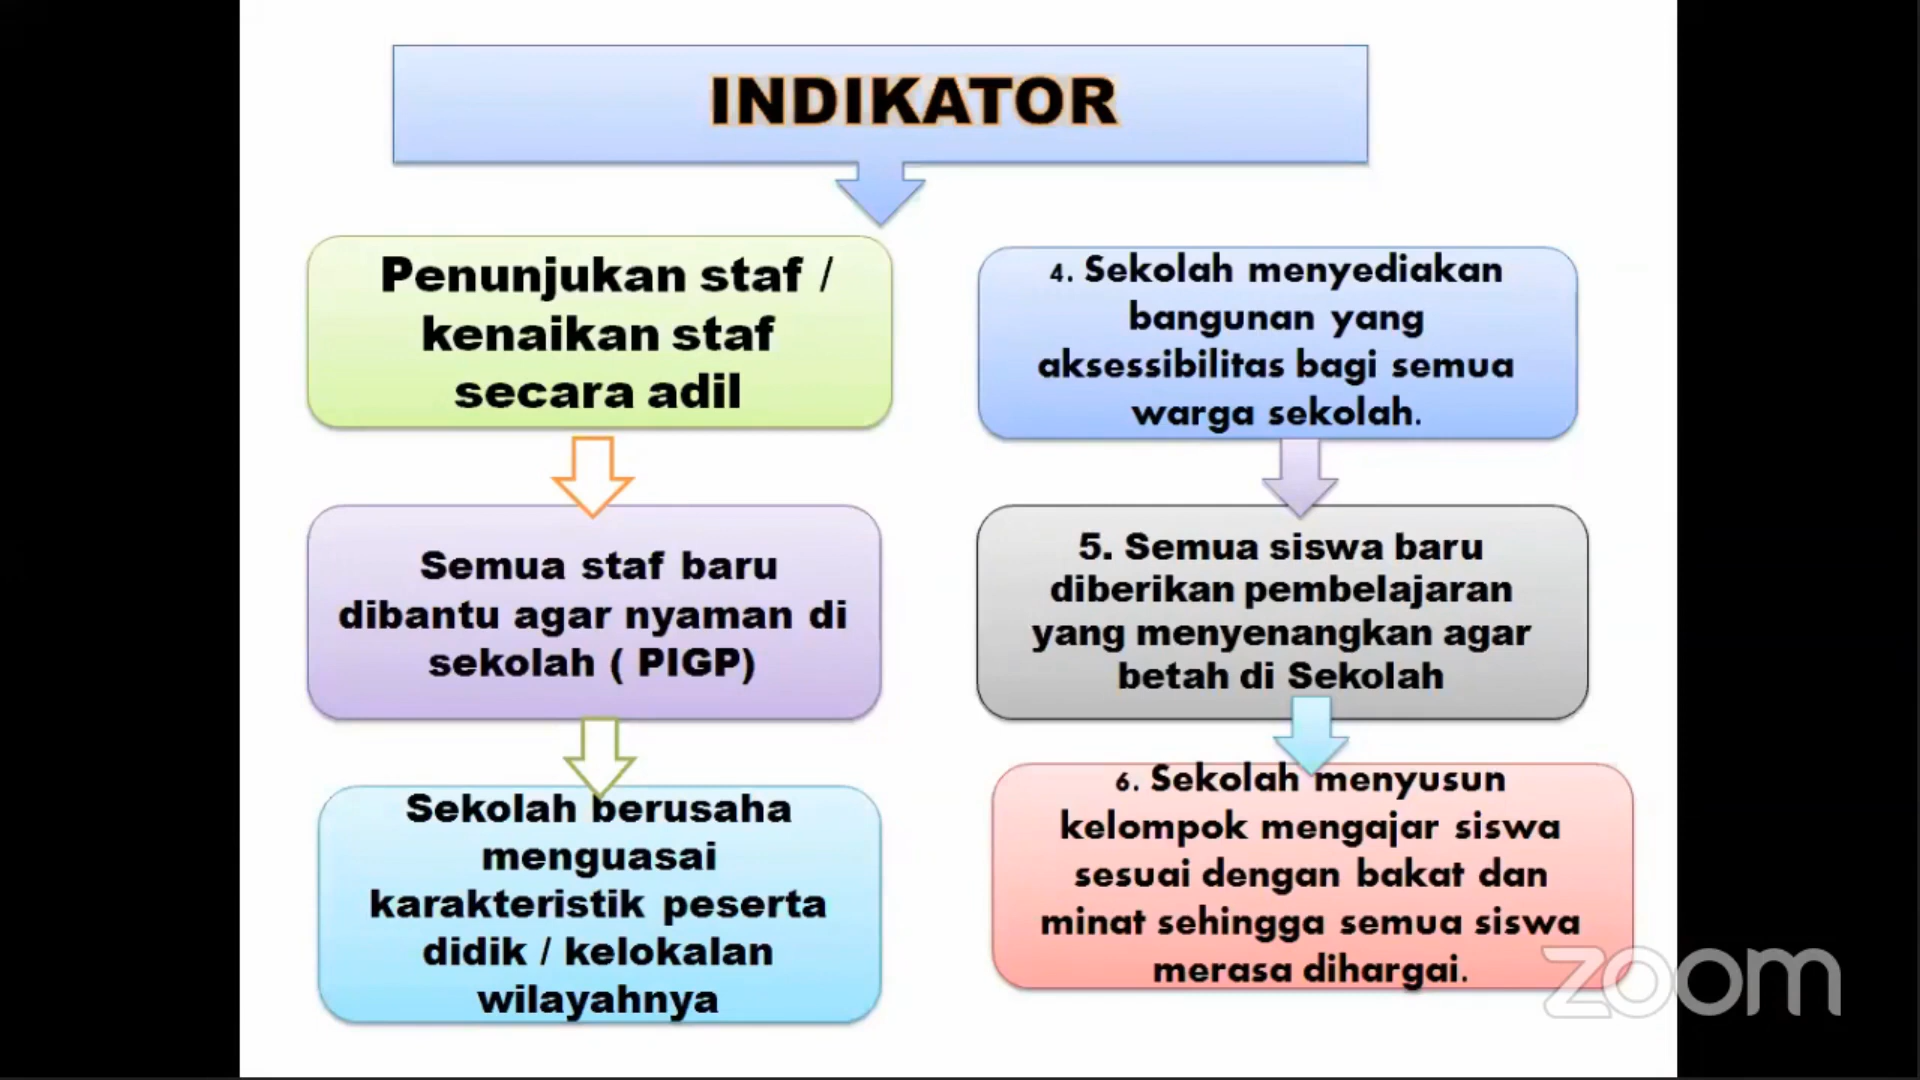 INDIKATOR
Penunjukan staf /
kenaikan staf
secara adil
Semua staf baru
dibantu agar nyaman di
sekolah ( PIGP)
Sekolah berusaha
menguasai
karakteristik peserta
didik / kelokalan
wilayahnya
4. Sekolah menyediakan
bangunan yang
aksessibilitas bagi semua
warga sekolah.
5. Semua siswa baru
diberikan pembelajaran
yang menyenangkan agar
betah di Sekolah
6. Sekolah menyusun
kelompok mengajar siswa
sesuai dengan bakat dan
minat sehingga semua siswa
merasa dihargai.
zoom